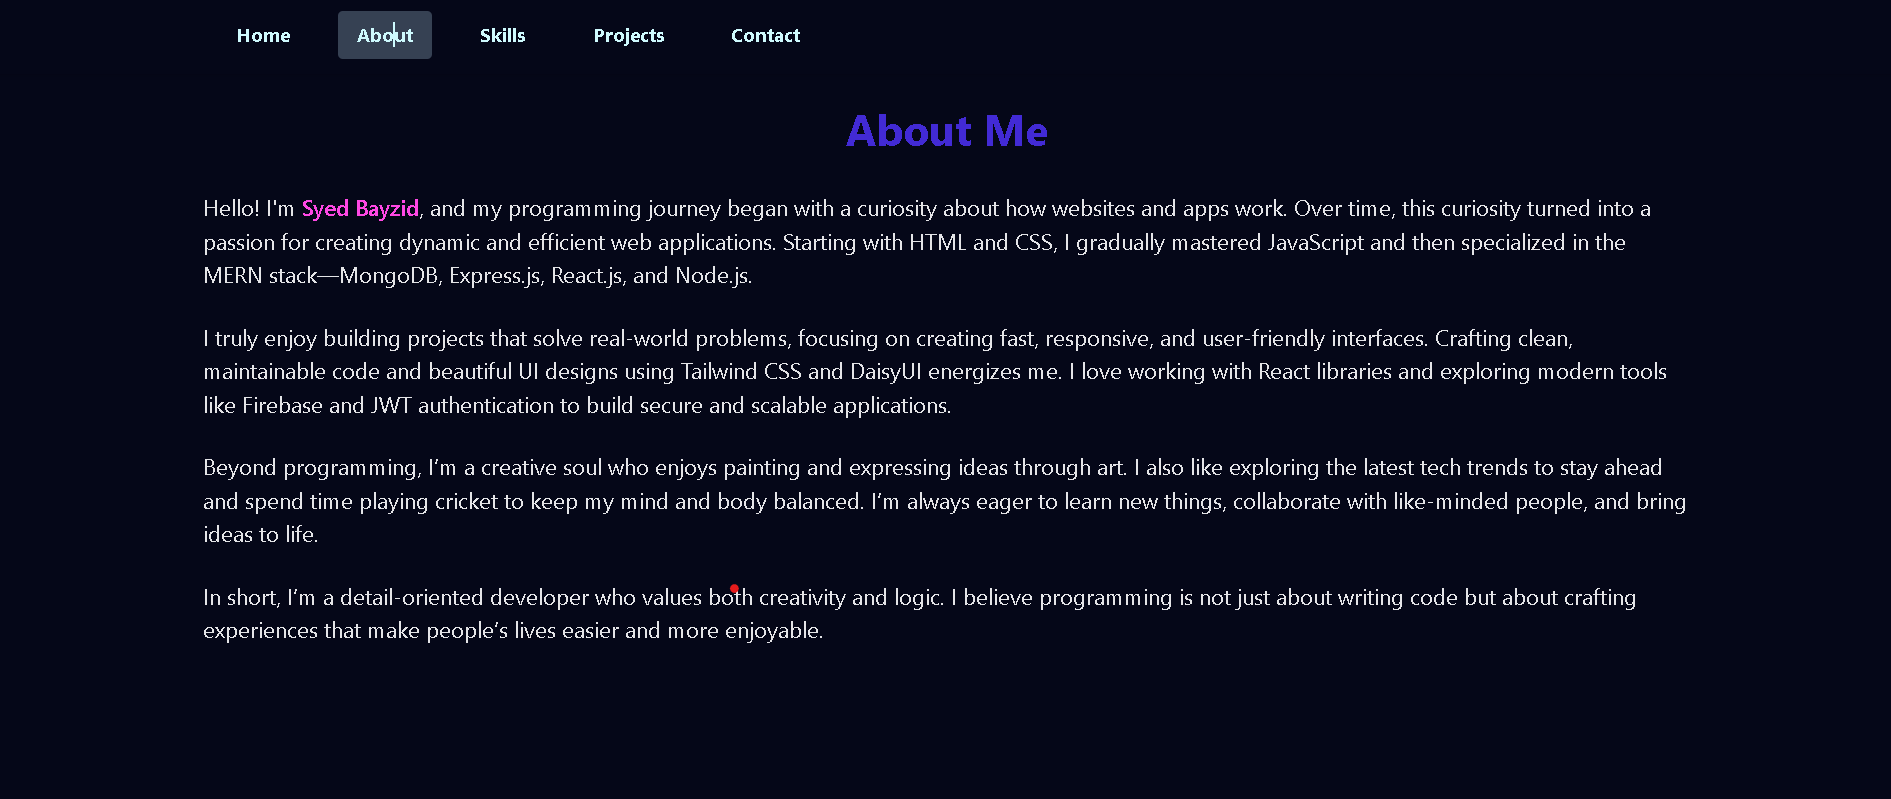 Home About Skills Projects Contact
About Me
Hello! I'm Syed Bayzid, and my programming journey began with a curiosity about how websites and apps work. Over time, this curiosity turned into a
passion for creating dynamic and efficient web applications. Starting with HTML and CSS, I gradually mastered JavaScript and then specialized in the
MERN stack—MongoDB, Express.js, React.js, and Node.js.
I truly enjoy building projects that solve real-world problems, focusing on creating fast, responsive, and user-friendly interfaces. Crafting clean,
maintainable code and beautiful UI designs using Tailwind CSS and DaisyUI energizes me. I love working with React libraries and exploring modern tools
like Firebase and JWT authentication to build secure and scalable applications.
Beyond programming, I’m a creative soul who enjoys painting and expressing ideas through art. I also like exploring the latest tech trends to stay ahead
and spend time playing cricket to keep my mind and body balanced. I’m always eager to learn new things, collaborate with like-minded people, and bring
ideas to life.
In short, I’m a detail-oriented developer who values both creativity and logic. I believe programming is not just about writing code but about crafting
experiences that make people’s lives easier and more enjoyable.